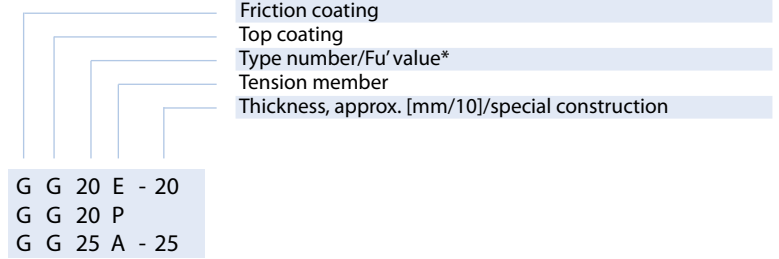 Friction coating
Top coating
Type number/Fu’ value*
Tension member
Thickness, approx. [mm/10]/special construction
G G 20 E - 20
G G 20 P
G G 25 A - 25